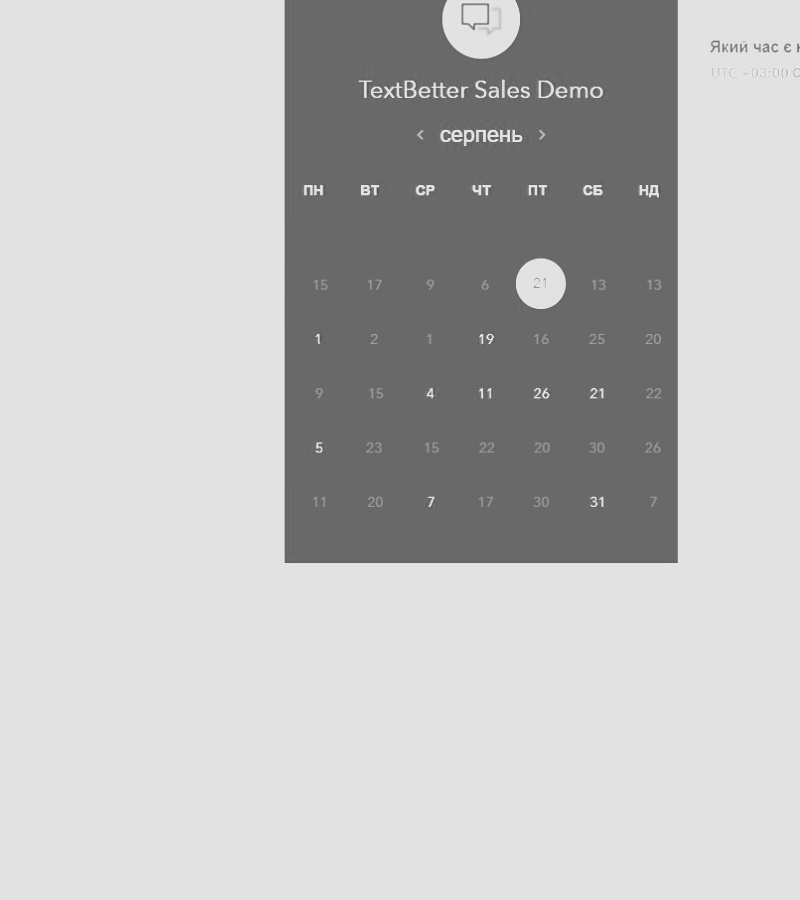 TextBetter Sales Demo
< серпень >
ПН ВТ СР ЧТ ПТ СБ НД
15 17 9 6 21 13 13
1 2 1 19 16 25 20
9 15 4 11 26 21 22
5 23 15 22 20 30 26
11 20 7 17 30 31 7
Який час є
UTC +03:00